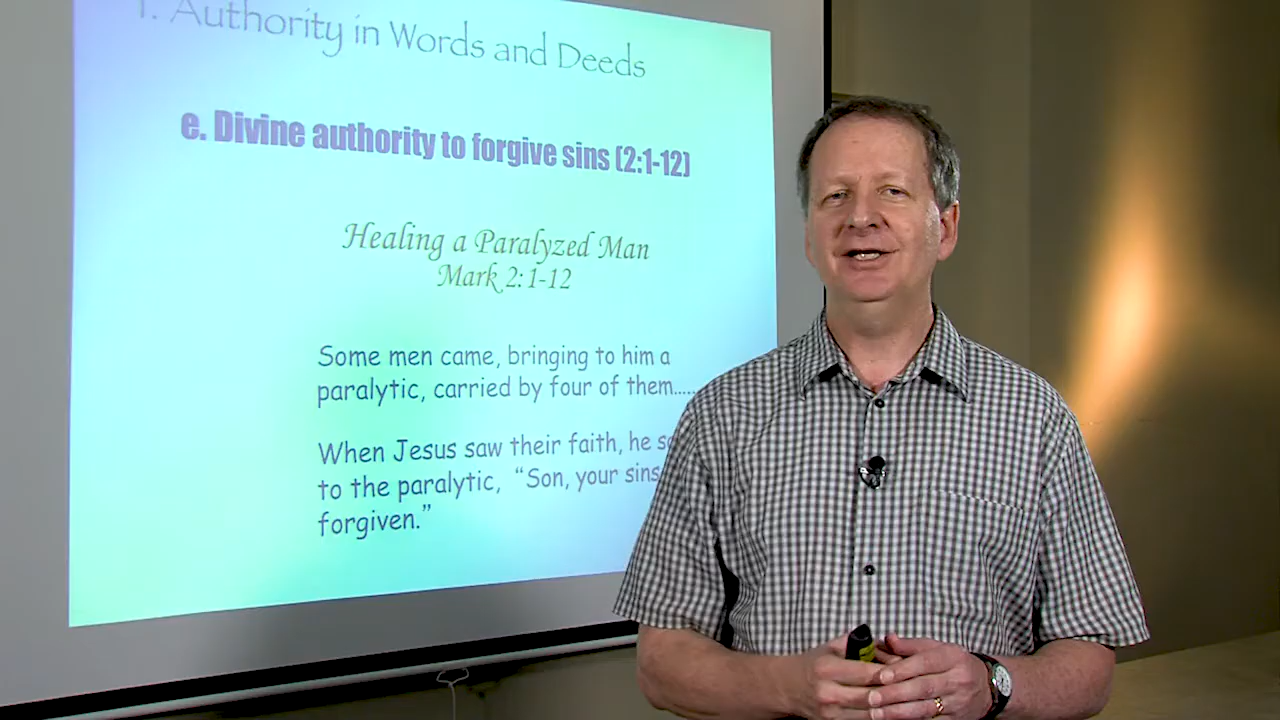 1. Authority in Words and Deeds
e. Divine authority to forgive sins (2:1-12)
Healing a Paralyzed Man
Mark 2:1-12
Some men came, bringing to him a
paralytic, carried by four of them.....
When Jesus saw their faith, he
to the paralytic, “Son, your sins
forgiven.”